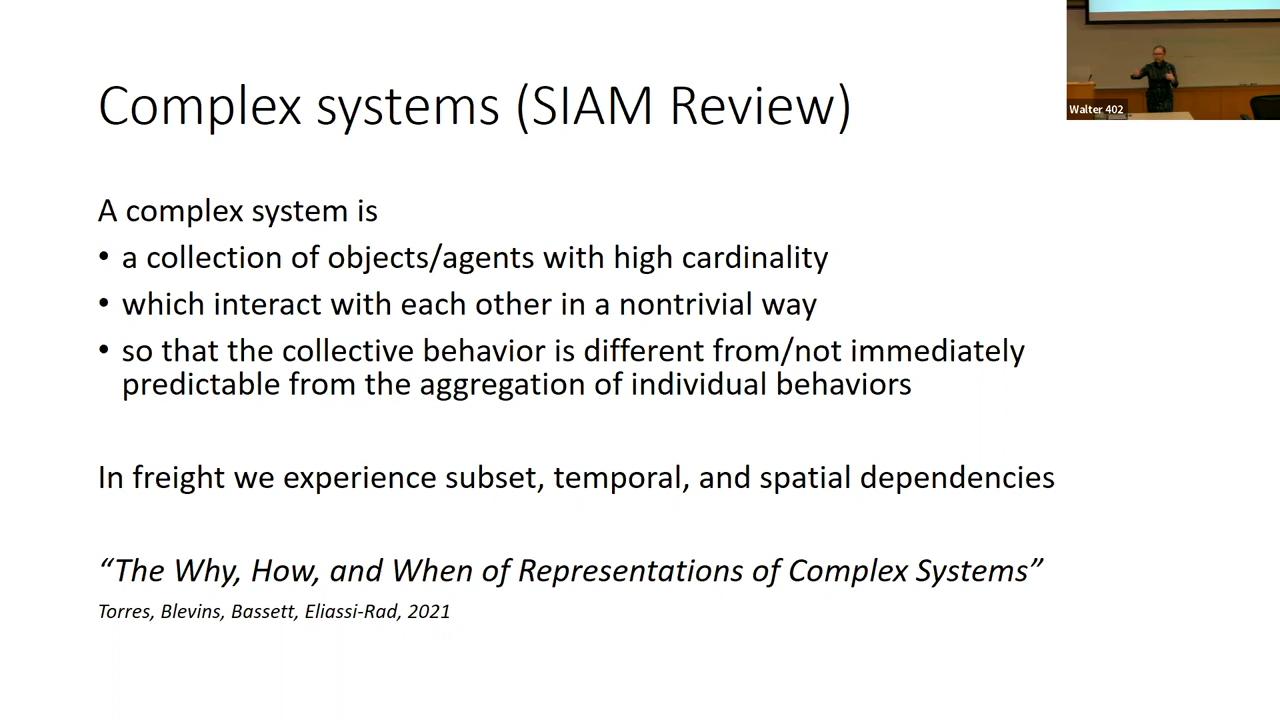 Complex systems (SIAM Review)
Walter 402
A complex system is
• a collection of objects/agents with high cardinality
• which interact with each other in a nontrivial way
• so that the collective behavior is different from/not immediately
predictable from the aggregation of individual behaviors
In freight we experience subset, temporal, and spatial dependencies
“The Why, How, and When of Representations of Complex Systems”
Torres, Blevins, Bassett, Eliassi-Rad, 2021